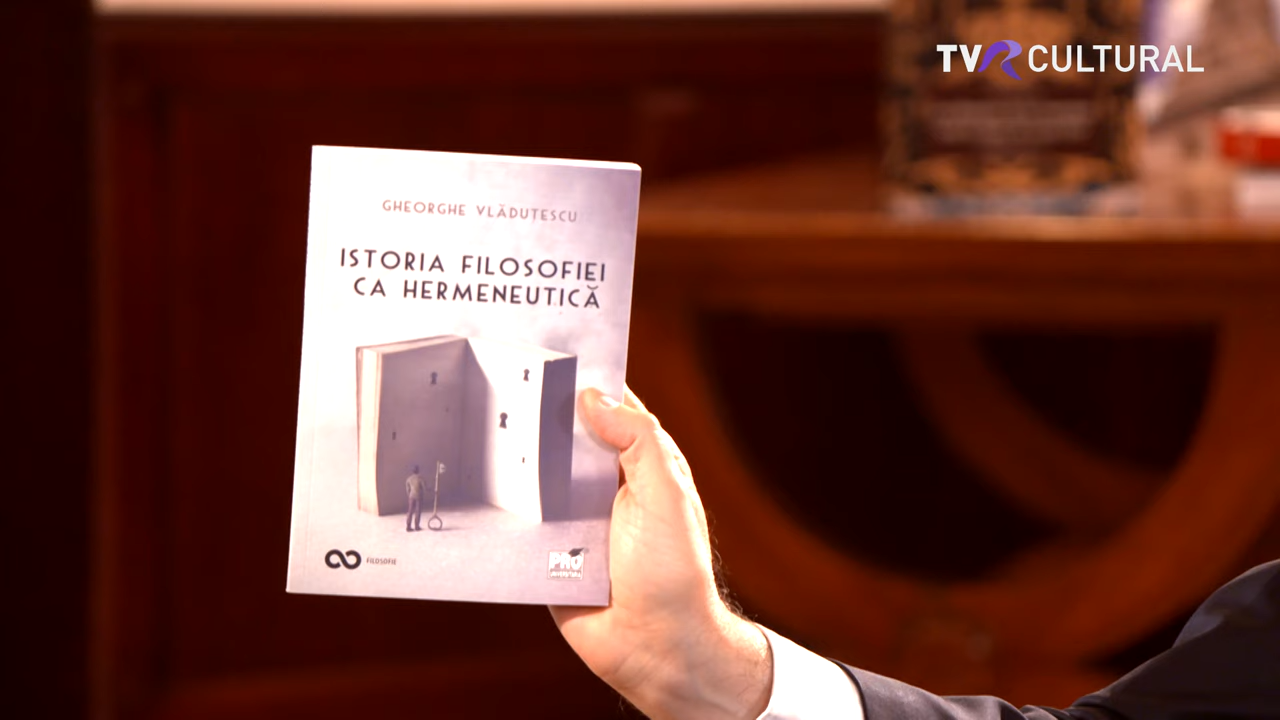 TVR CULTURAL
GHEORGHE VLĂDUȚESCU
ISTORIA FILOSOFIEI
CA HERMENEUTICĂ
FILOSOFIE
PRO